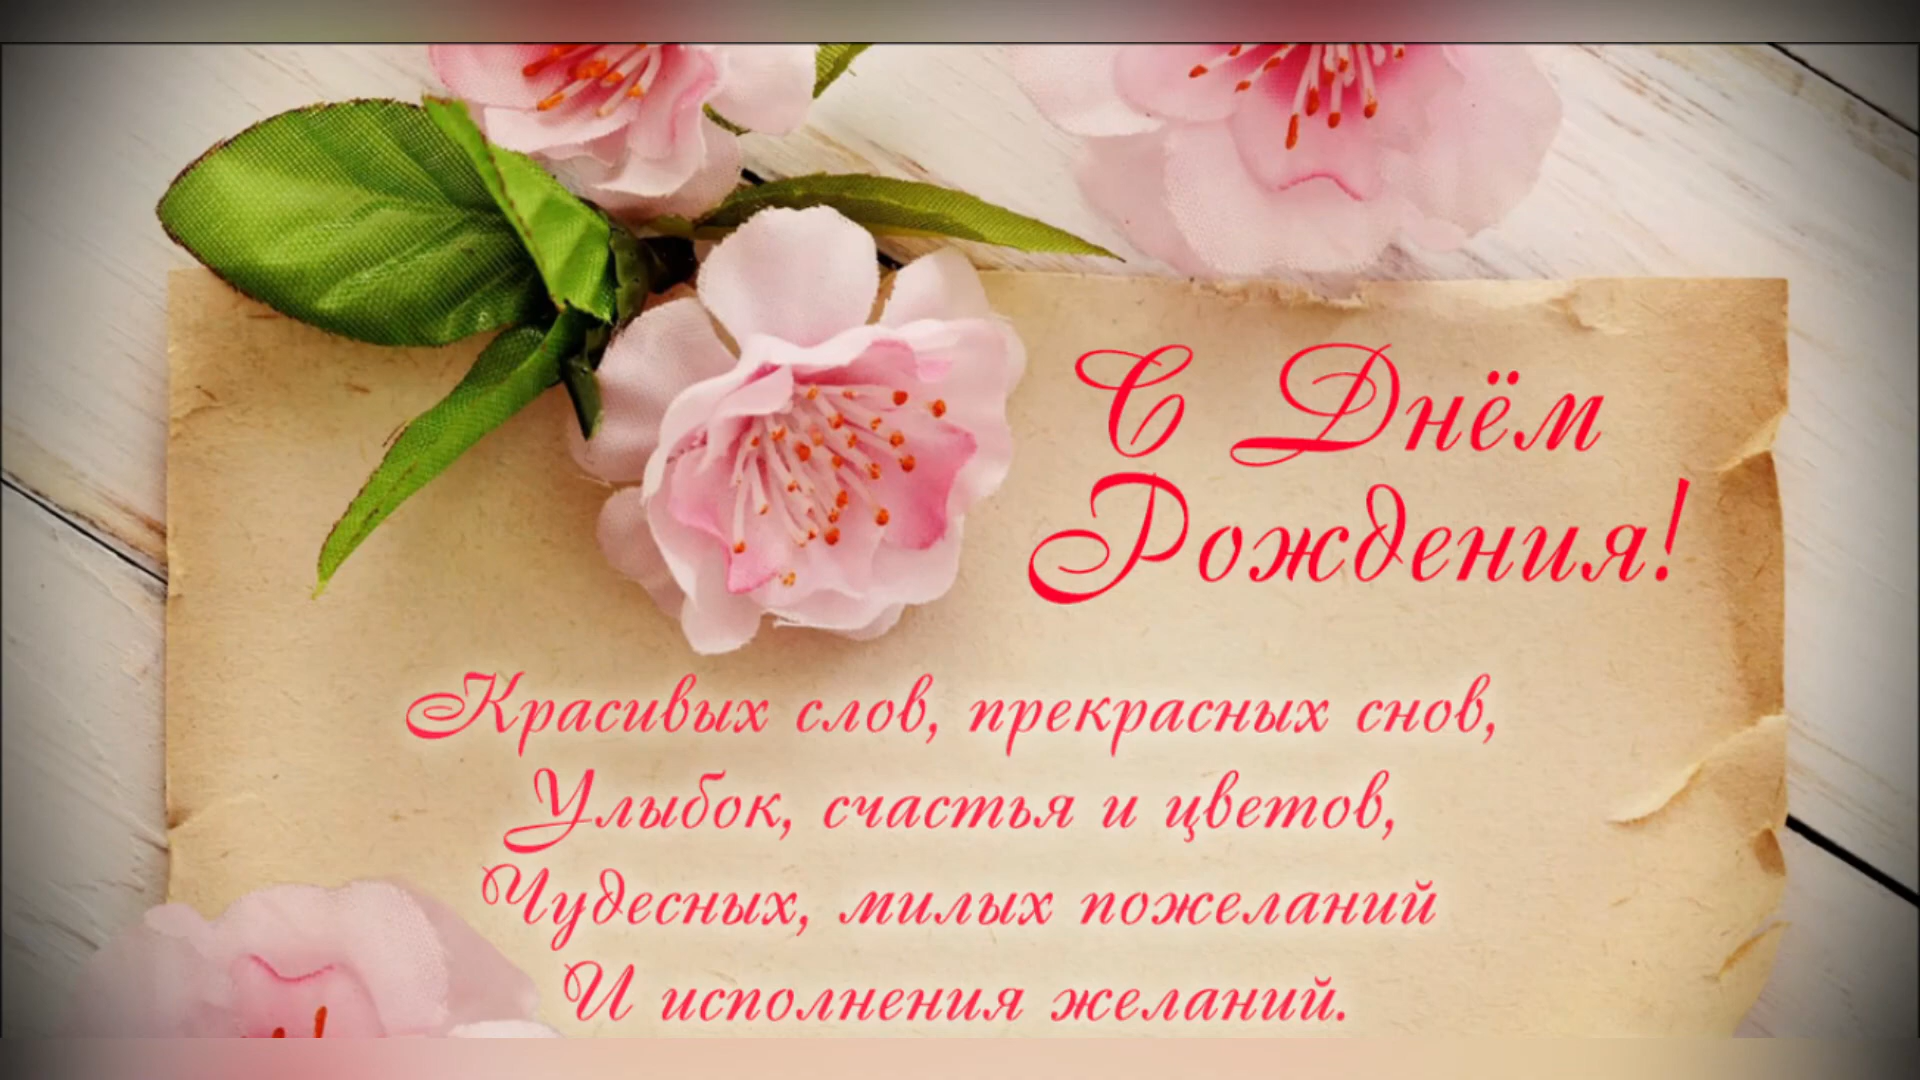 С Днём
Рождения!
Красивых слов, прекрасных снов,
Улыбок, счастья и цветов,
Чудесных, милых пожеланий
И исполнения желаний.